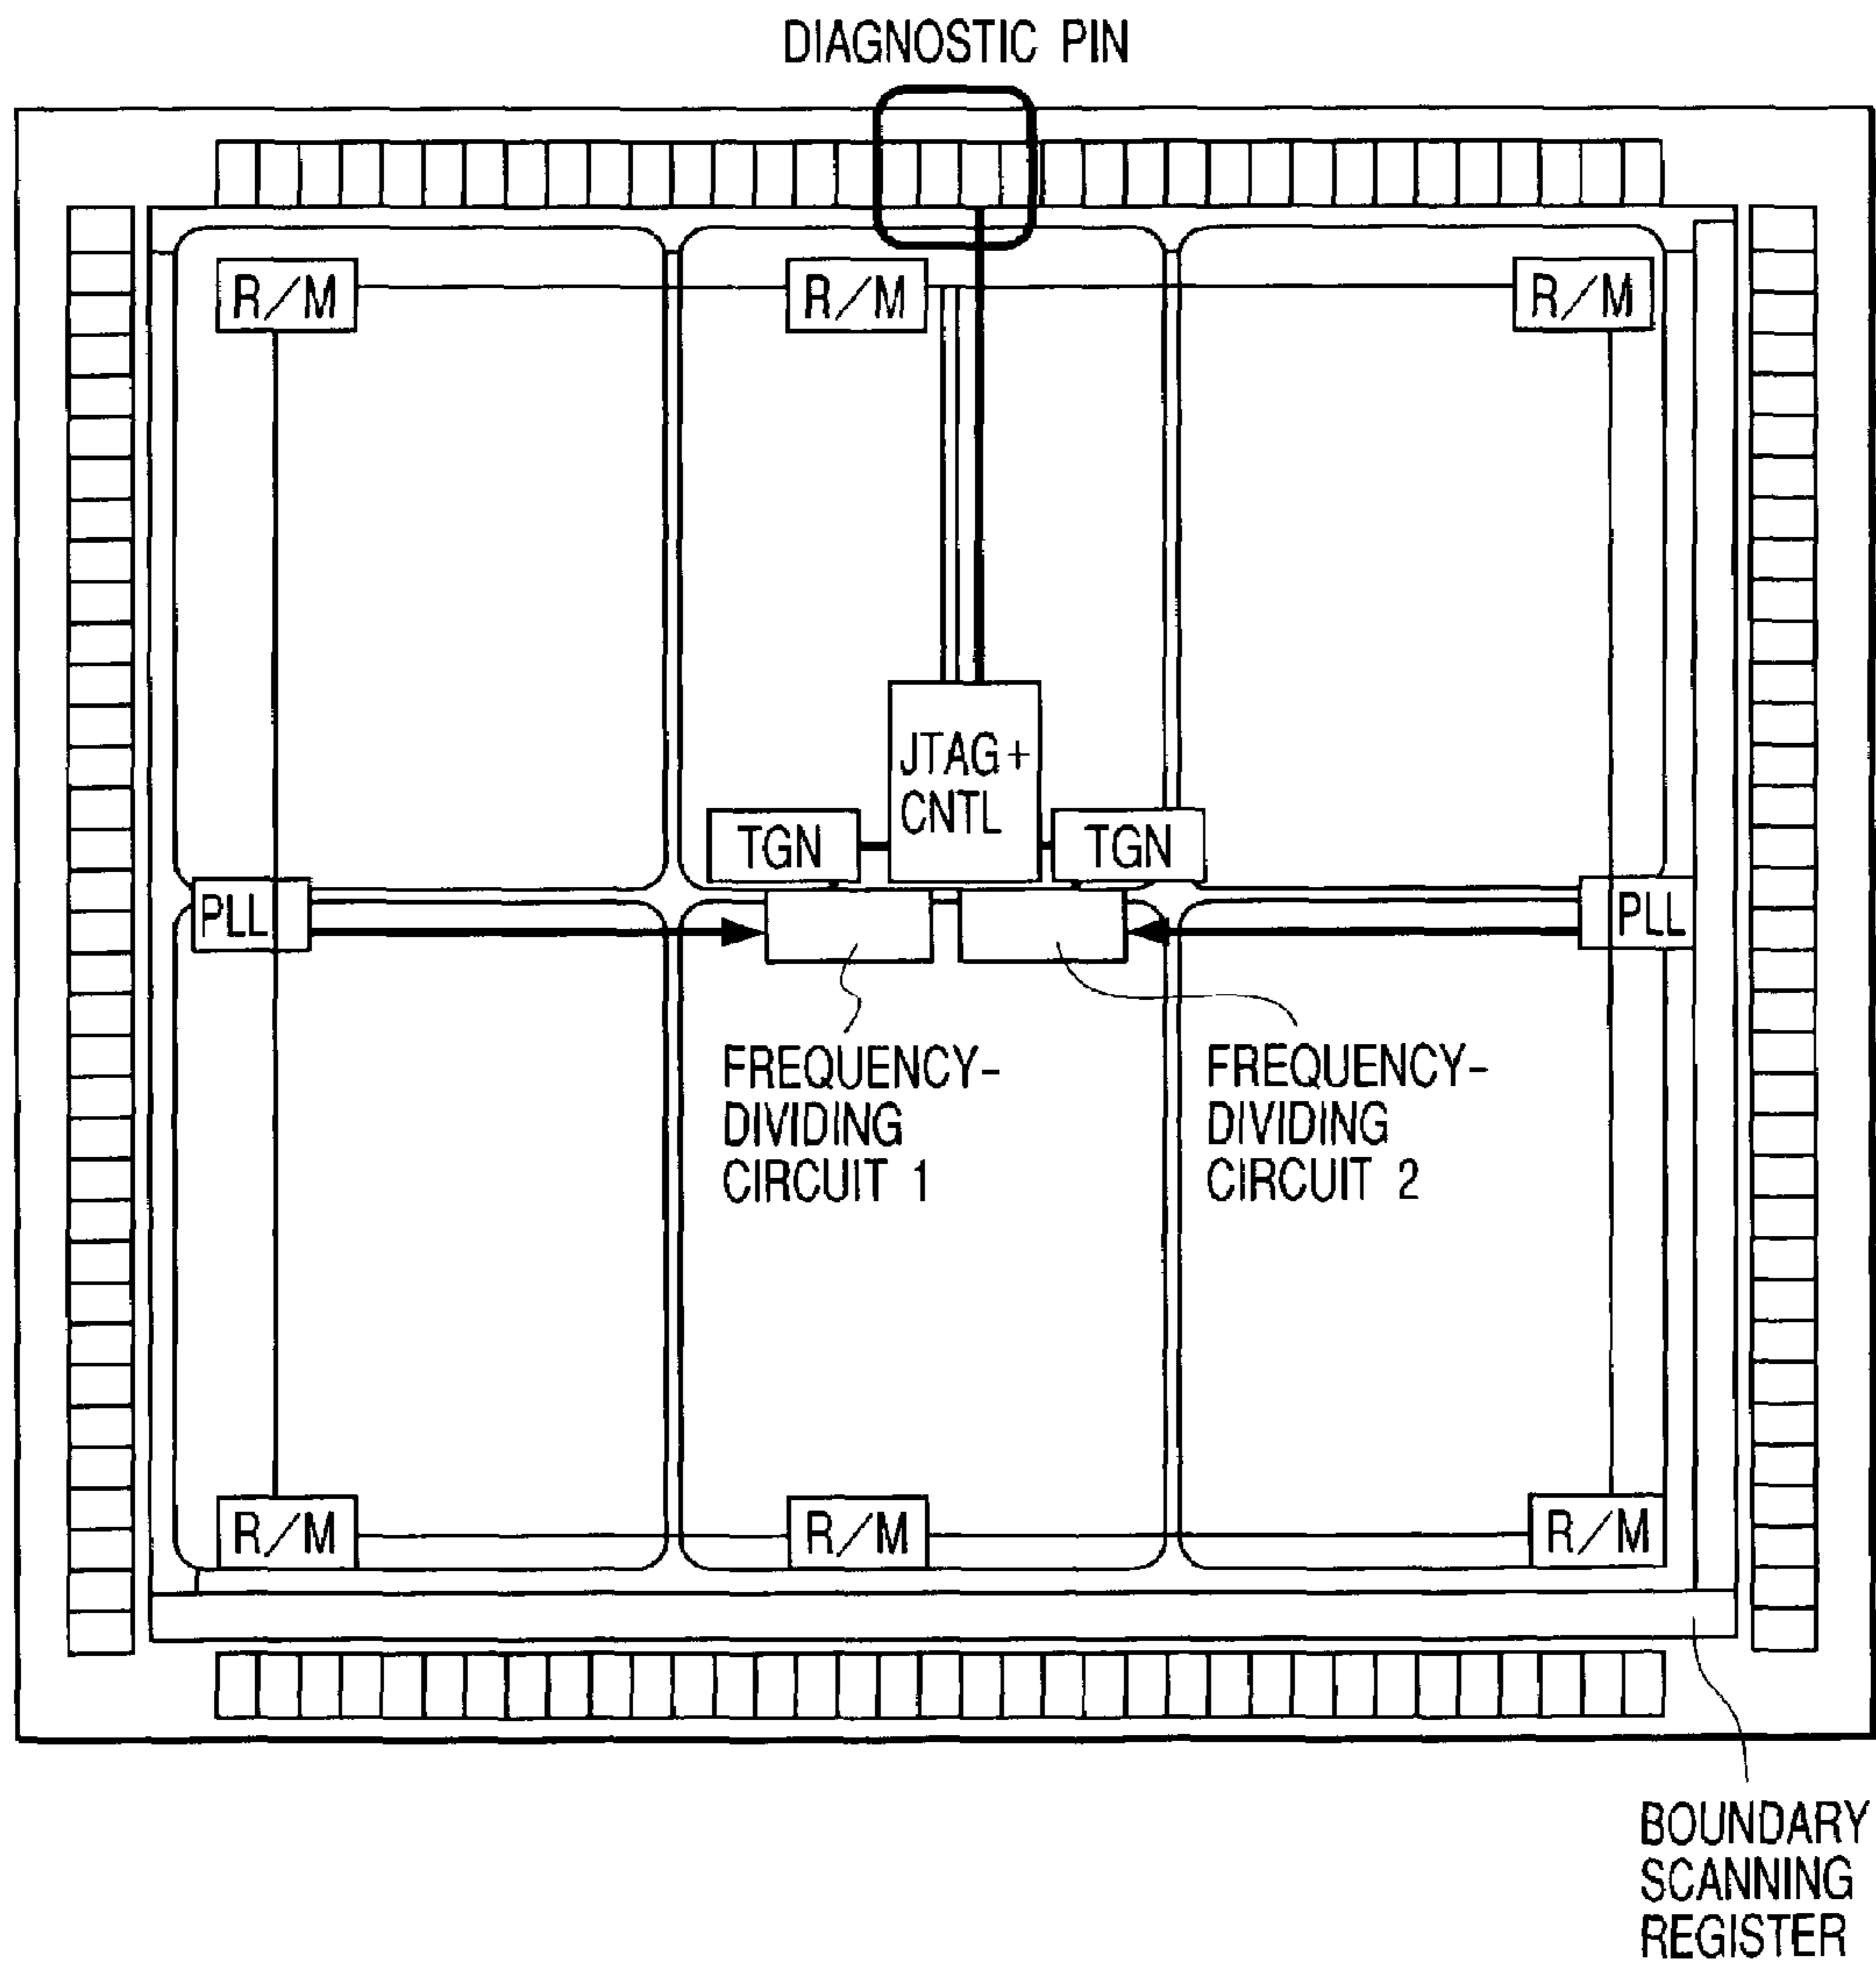 DIAGNOSTIC PIN
R/M
R/M
R/M
JTAG+
CNTL
TGN
TGN
PLL
PLL
FREQUENCY-
DIVIDING
CIRCUIT 1
FREQUENCY-
DIVIDING
CIRCUIT 2
R/M
R/M
R/M
BOUNDARY
SCANNING
REGISTER